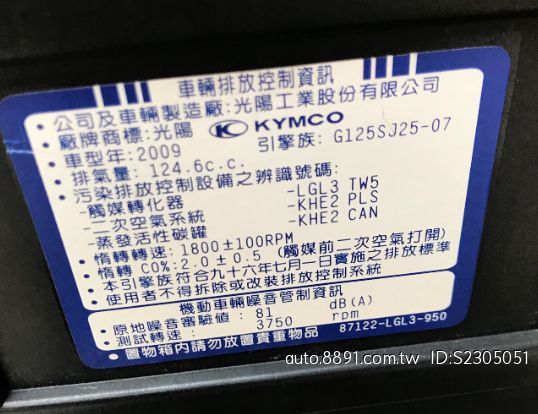 車輛排放控制資訊
•公司及車輛製造廠:光陽工業股份有限公司
•廠牌商標:光陽 KYMCO
•車型年:2009 引擎族: G125SJ25-07
•排氣量: 124.6c.c.
•污染排放控制設備之辨識號碼:
-觸媒轉化器 -LGL3 TW5
-二次空氣系統 -KHE2 PLS
-蒸發活性碳罐 -KHE2 CAN
•惰轉轉速:1800±100RPM
•惰轉 CO%:2.0±0.5 (觸媒前二次空氣打開)
•本引擎族符合九十六年七月一日實施之排放標準
•使用者不得拆除或改裝排放控制系統
機動車輛噪音管制資訊
•原地噪音審驗值: 81 dB(A)
•測試轉速: 3750 rpm
•置物箱內請勿放置貴重物品 87122-LGL3-950
auto.8891.com.tw ID:S2305051